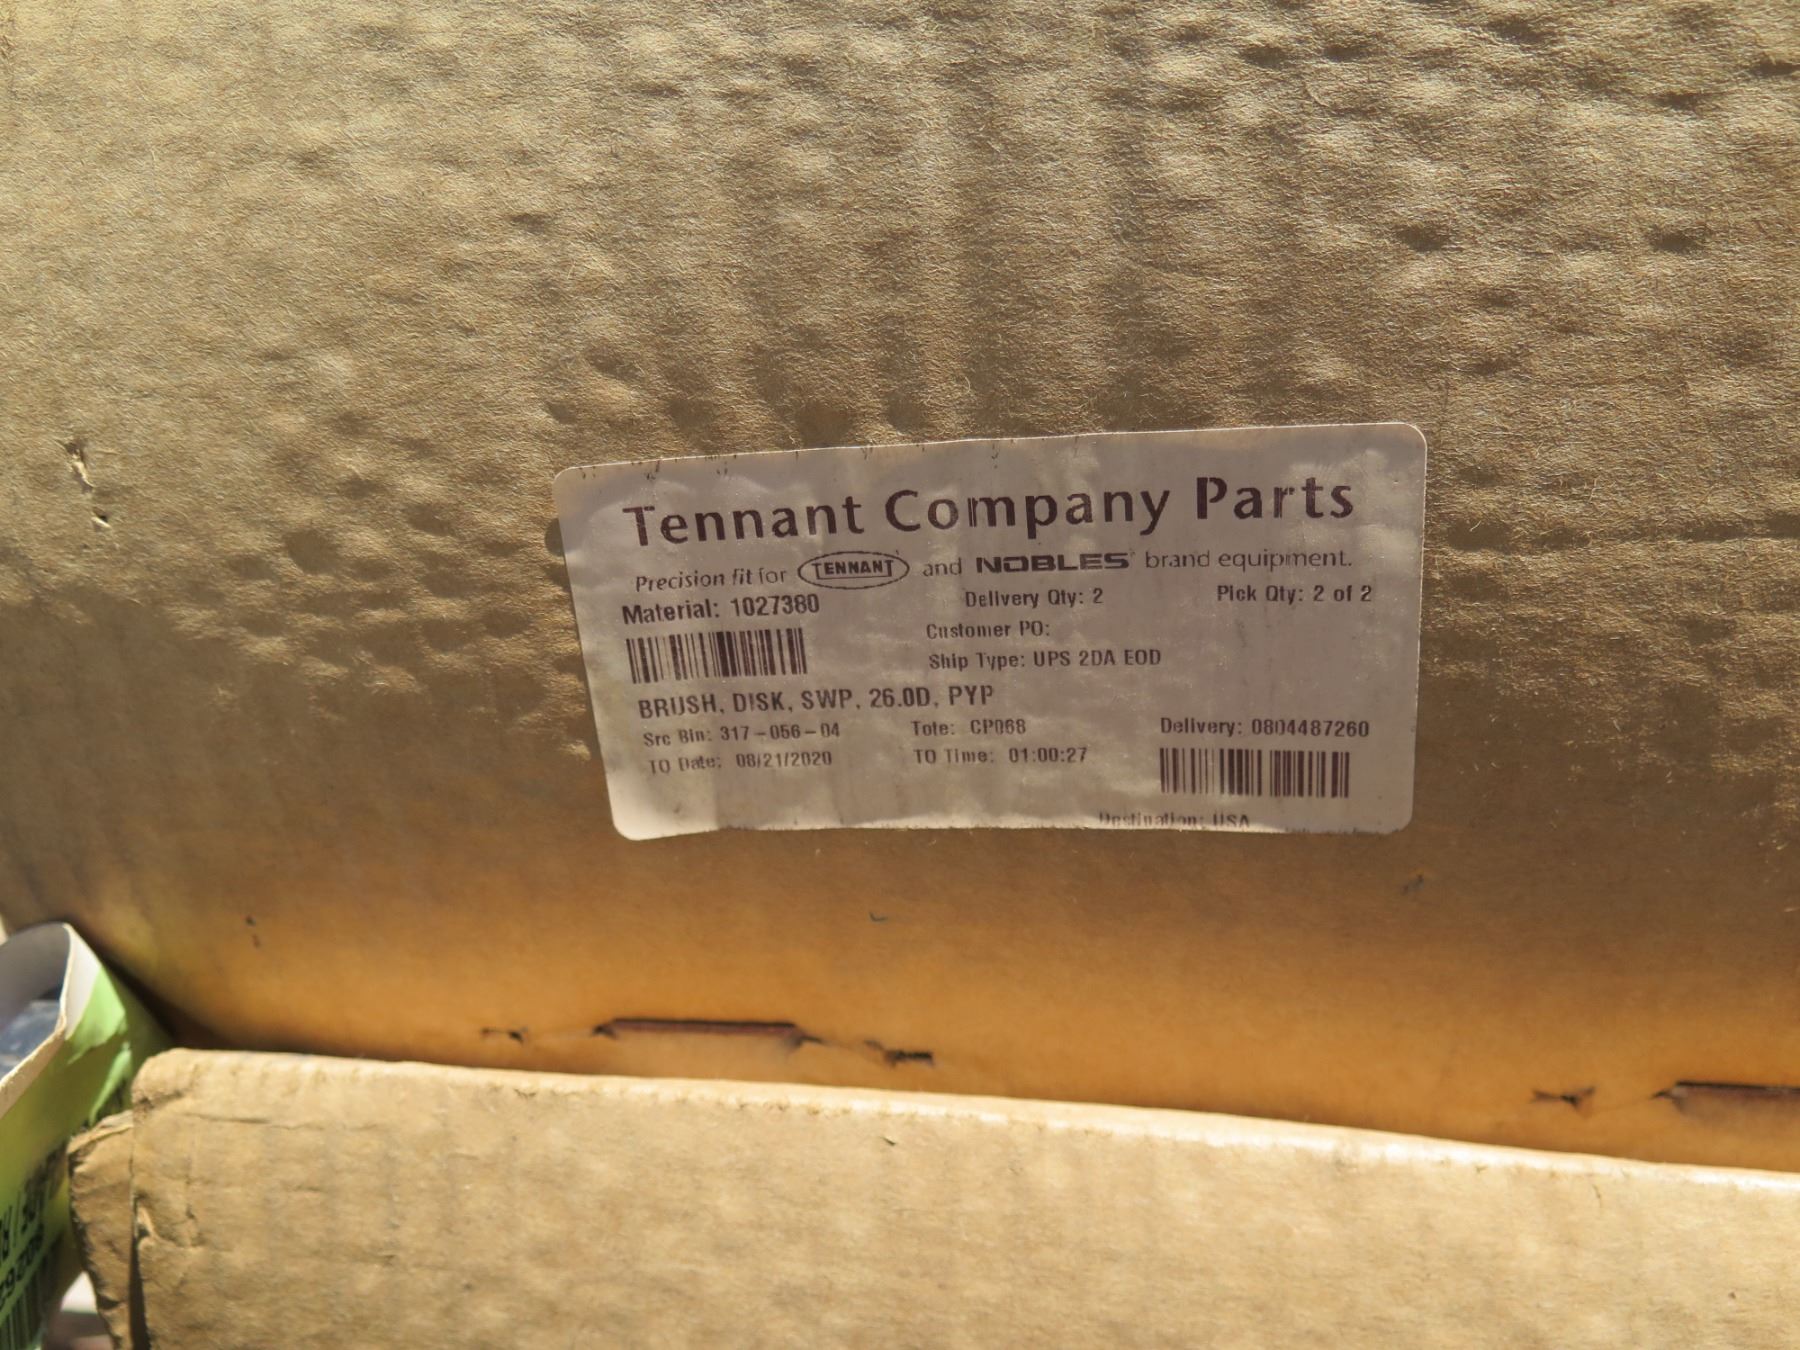 Tennant Company Parts
Precision fit for TENNANT and NOBLES brand equipment.
Material: 1027380 Delivery Qty: 2 Pick Qty: 2 of 2
Customer PO:
Ship Type: UPS 2DA EOD
BRUSH, DISK, SWP, 26.0D, PYP
Src Bin: 317-056-04 Tote: CP068 Delivery: 0804487260
TO Date: 08/21/2020 TO Time: 01:00:27
Destination: USA